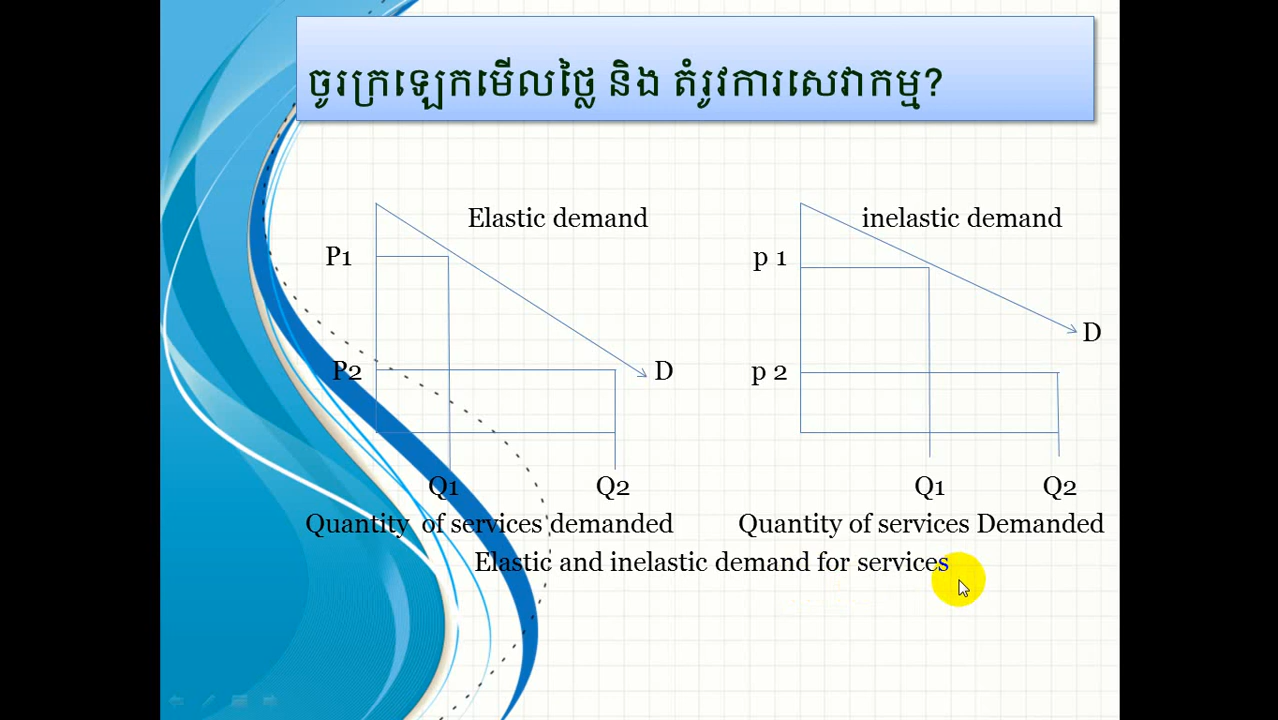 ចូរក្រឡេកមើលថ្លៃ និង តំរូវការសេវាកម្ម?
Elastic demand
P1
P2
D
Q1
Q2
Quantity of services demanded
inelastic demand
p 1
p 2
D
Q1
Q2
Quantity of services Demanded
Elastic and inelastic demand for services